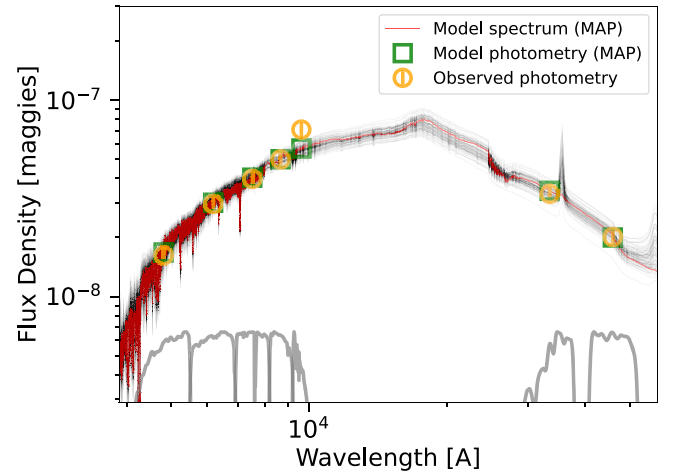 Model spectrum (MAP)
Model photometry (MAP)
Observed photometry
Flux Density [maggies]
10⁻⁷
10⁻⁸
10⁴
Wavelength [A]